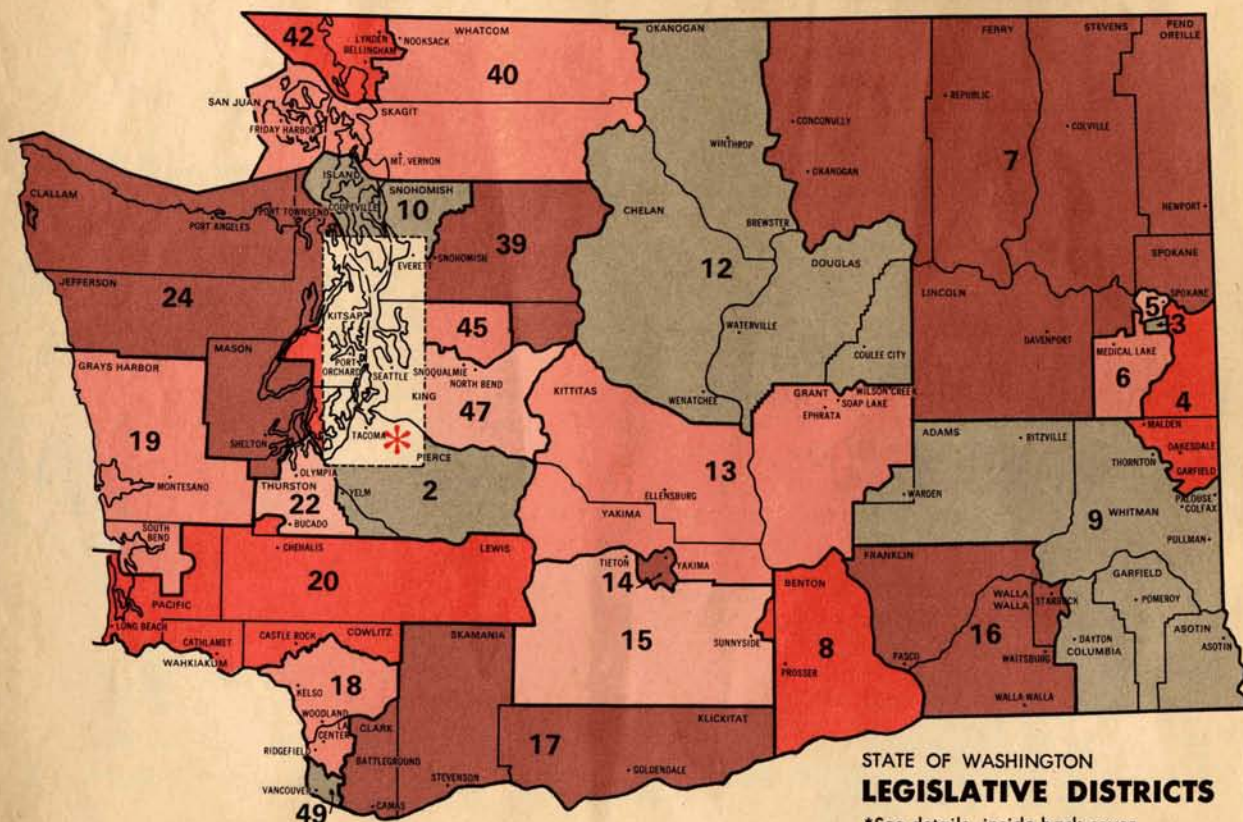 42
LYNDEN
BELLINGHAM
NOOKSACK
WHATCOM
40
SAN JUAN
FRIDAY HARBOR
SKAGIT
MT. VERNON
OKANOGAN
WINTHROP
CONCONULLY
OKANOGAN
FERRY
REPUBLIC
7
STEVENS
COLVILLE
PEND
OREILLE
NEWPORT
CLALLAM
PORT ANGELES
PORT TOWNSEND
ISLAND
COUPEVILLE
SNOHOMISH
10
EVERETT
SNOHOMISH
39
CHELAN
BREWSTER
12
DOUGLAS
WATERVILLE
COULEE CITY
WENATCHEE
LINCOLN
DAVENPORT
SPOKANE
SPOKANE
5
3
MEDICAL LAKE
6
4
JEFFERSON
24
MASON
SHELTON
KITSAP
PORT
ORCHARD
SEATTLE
KING
TACOMA
*
PIERCE
45
SNOQUALMIE
NORTH BEND
47
GRAYS HARBOR
19
MONTESANO
OLYMPIA
THURSTON
22
BUCADO
YELM
2
KITTITAS
13
ELLENSBURG
YAKIMA
GRANT
WILSON CREEK
SOAP LAKE
EPHRATA
ADAMS
RITZVILLE
WARDEN
MALDEN
OAKESDALE
THORNTON
GARFIELD
PALOUSE
COLFAX
9
WHITMAN
PULLMAN
SOUTH
BEND
PACIFIC
LONG BEACH
CHEHALIS
20
LEWIS
TIETON
14
YAKIMA
15
SUNNYSIDE
BENTON
8
PROSSER
FRANKLIN
PASCO
WALLA
WALLA
STARBUCK
16
WAITSBURG
WALLA WALLA
GARFIELD
POMEROY
DAYTON
COLUMBIA
ASOTIN
ASOTIN
CATHLAMET
WAHKIAKUM
CASTLE ROCK
COWLITZ
18
KELSO
WOODLAND
LA
CENTER
RIDGEFIELD
CLARK
BATTLEGROUND
VANCOUVER
49
CAMAS
SKAMANIA
STEVENSON
17
KLICKITAT
GOLDENDALE
STATE OF WASHINGTON
LEGISLATIVE DISTRICTS